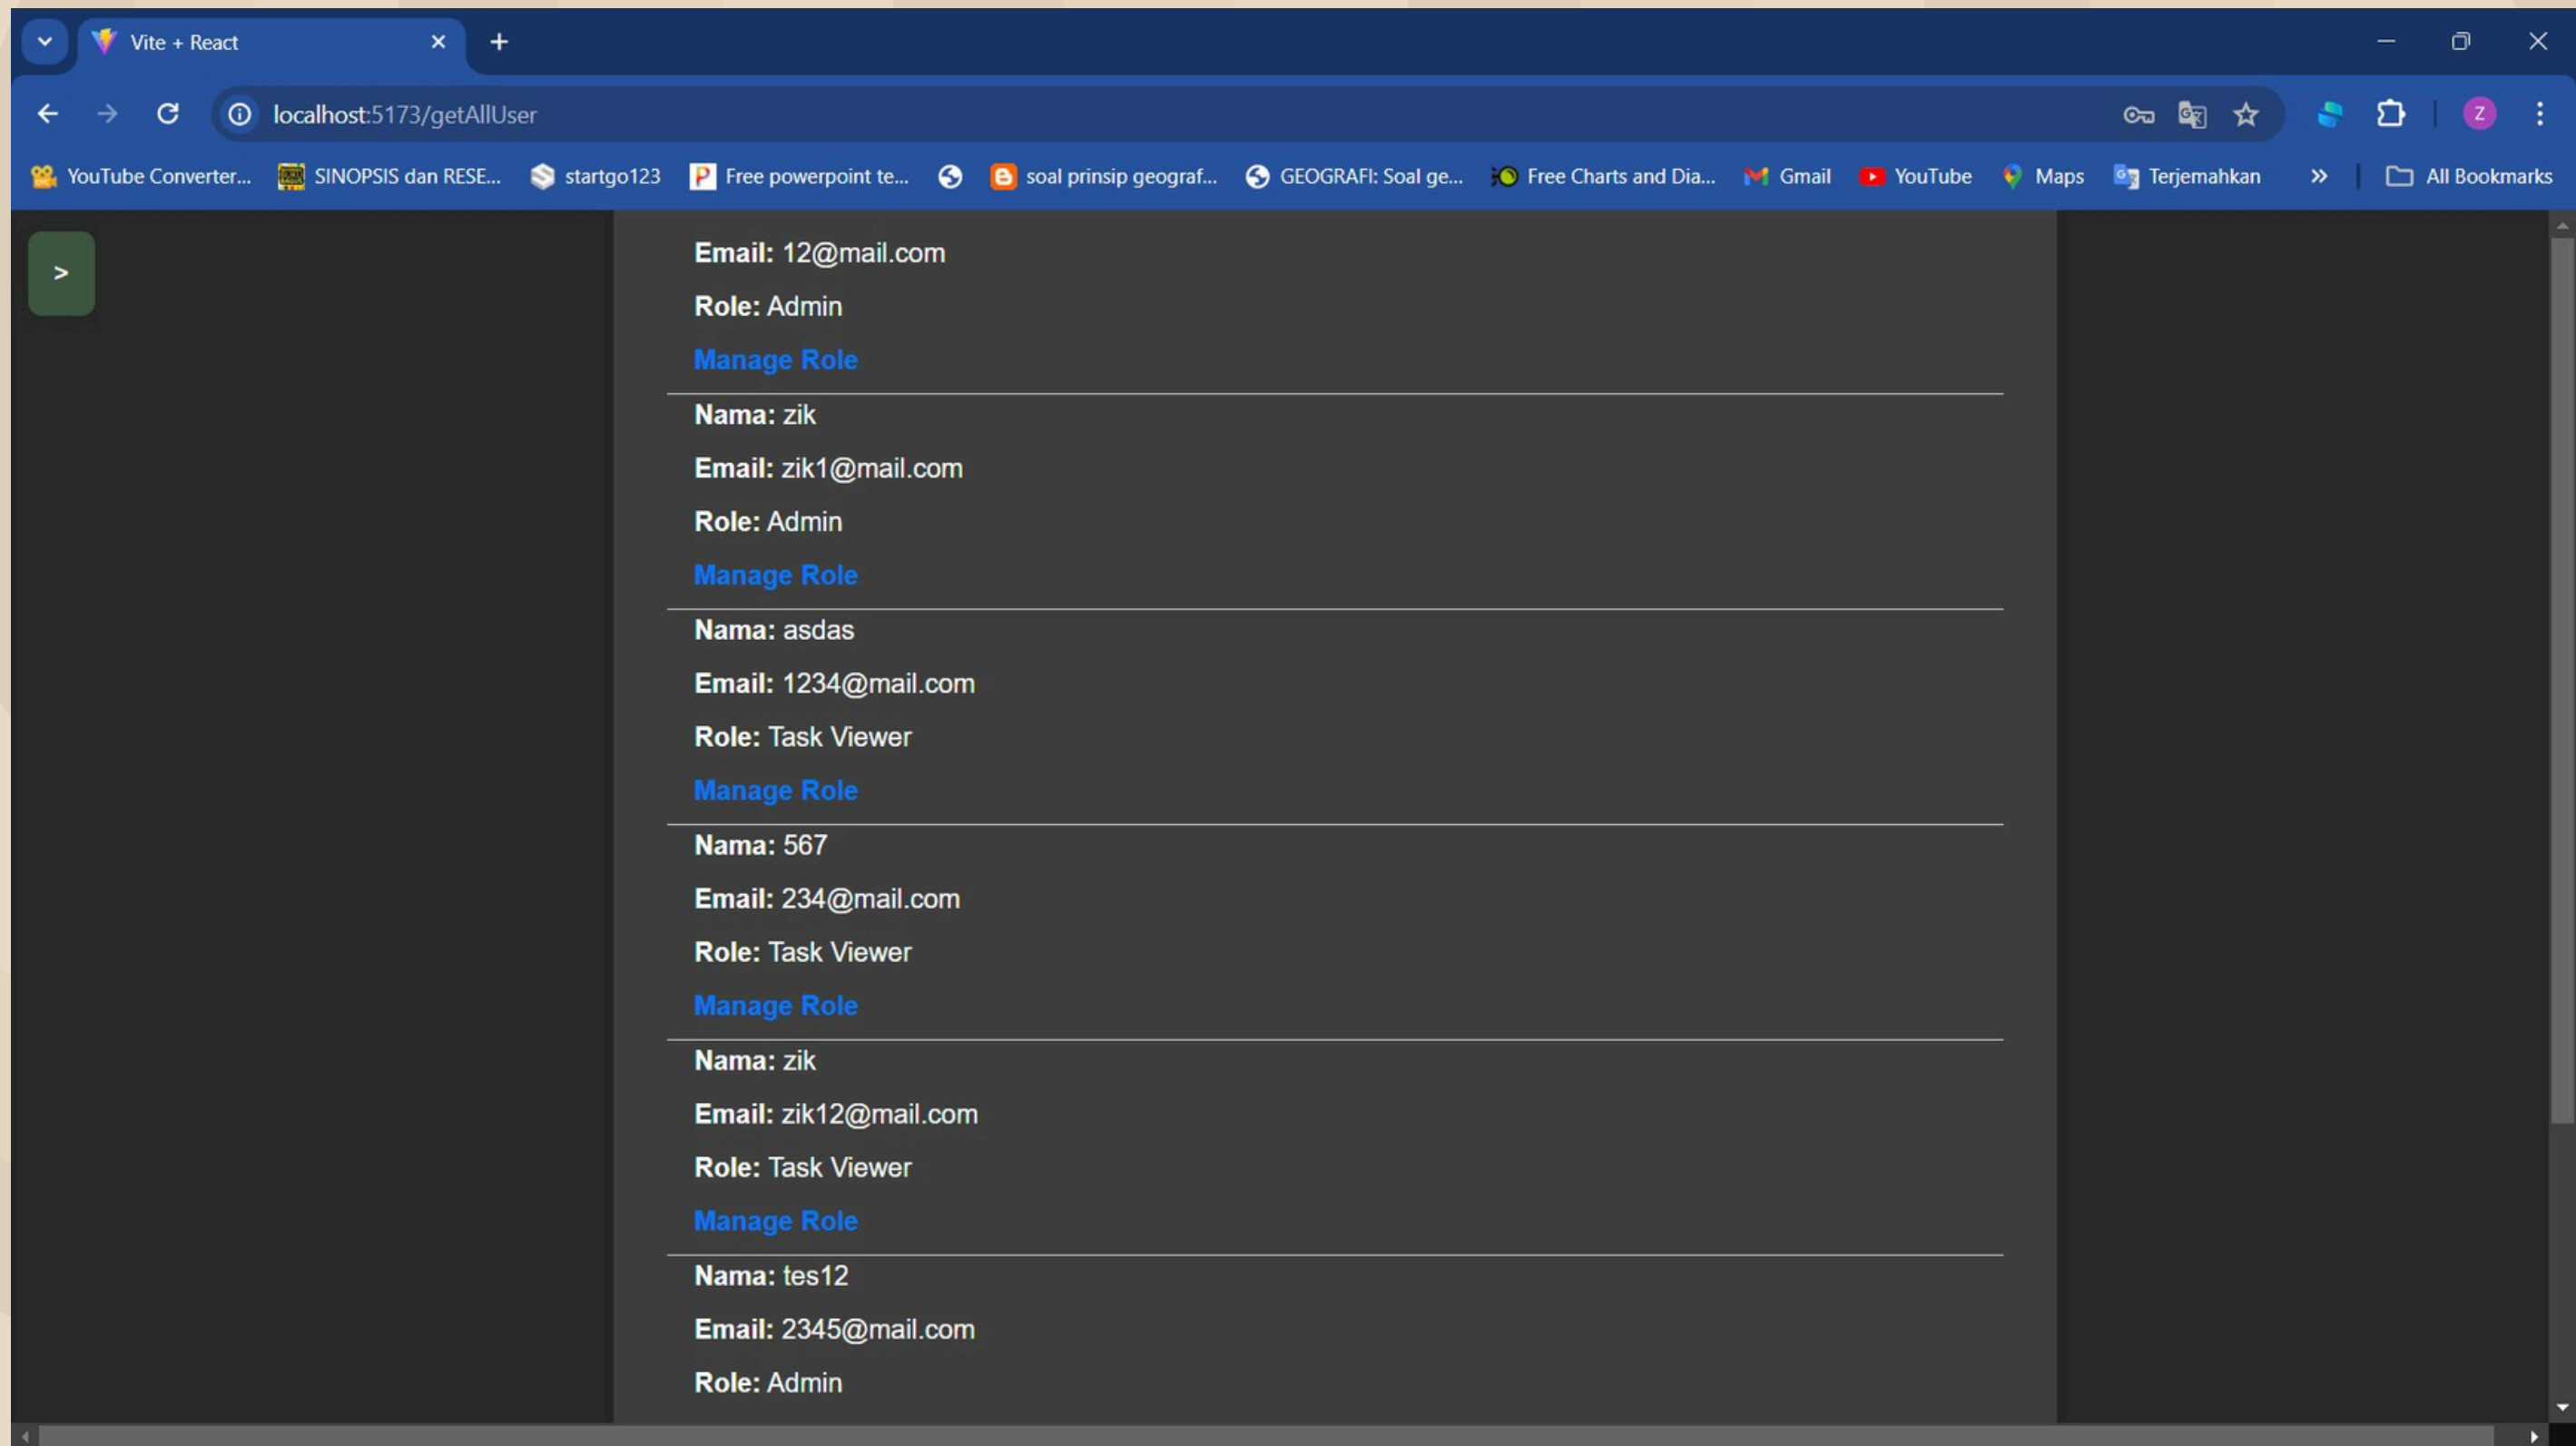 Vite + React
localhost:5173/getAllUser
YouTube Converter... SINOPSIS dan RESE... startgo123 Free powerpoint te... soal prinsip geograf... GEOGRAFI: Soal ge... Free Charts and Dia... Gmail YouTube Maps Terjemahkan » All Bookmarks
>
Email: 12@mail.com
Role: Admin
Manage Role
Nama: zik
Email: zik1@mail.com
Role: Admin
Manage Role
Nama: asdas
Email: 1234@mail.com
Role: Task Viewer
Manage Role
Nama: 567
Email: 234@mail.com
Role: Task Viewer
Manage Role
Nama: zik
Email: zik12@mail.com
Role: Task Viewer
Manage Role
Nama: tes12
Email: 2345@mail.com
Role: Admin